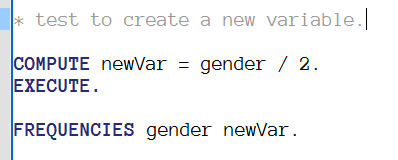 * test to create a new variable.
COMPUTE newVar = gender / 2.
EXECUTE.
FREQUENCIES gender newVar.